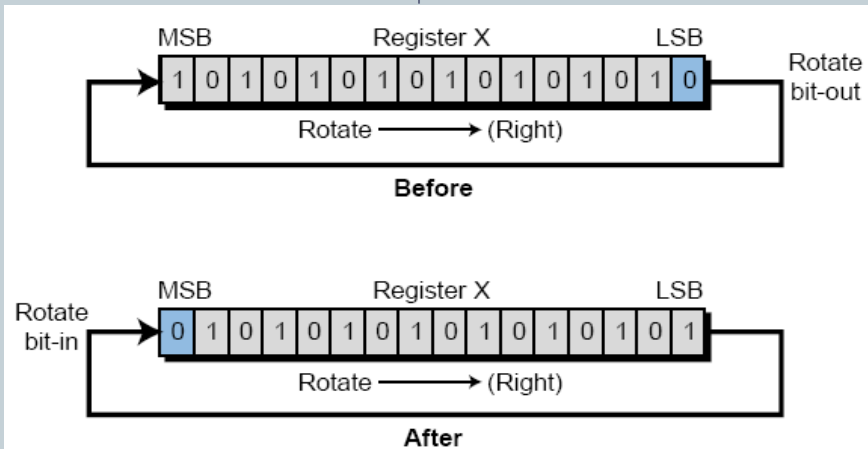 MSB Register X LSB
1 0 1 0 1 0 1 0 1 0 1 0 1 0 1 0
Rotate bit-out
Rotate (Right)
Before
MSB Register X LSB
Rotate bit-in
0 1 0 1 0 1 0 1 0 1 0 1 0 1 0 1
Rotate (Right)
After